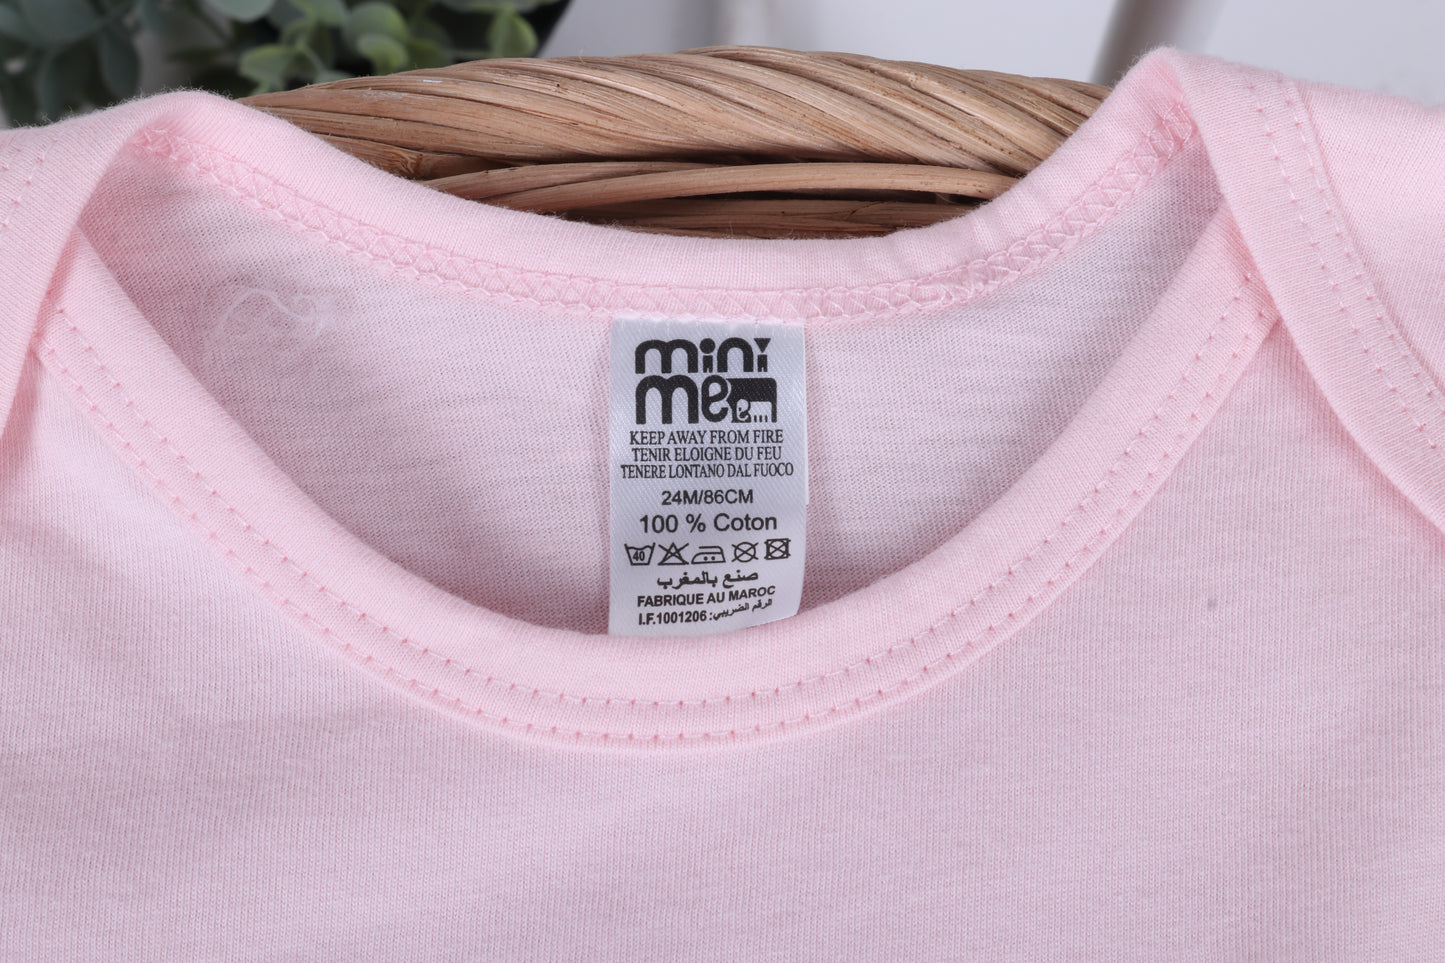 mini
me
KEEP AWAY FROM FIRE
TENIR ELOIGNE DU FEU
TENERE LONTANO DAL FUOCO
24M/86CM
100 % Coton
40
صنع بالمغرب
FABRIQUE AU MAROC
I.F.1001206 : الرقم الضريبي